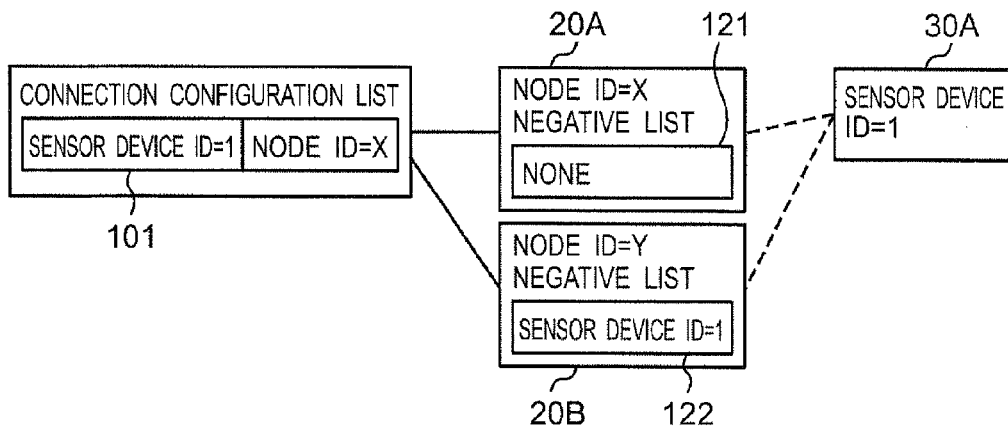 20A
121
30A
CONNECTION CONFIGURATION LIST
SENSOR DEVICE ID=1
NODE ID=X
101
NODE ID=X
NEGATIVE LIST
NONE
SENSOR DEVICE
ID=1
NODE ID=Y
NEGATIVE LIST
SENSOR DEVICE ID=1
20B
122